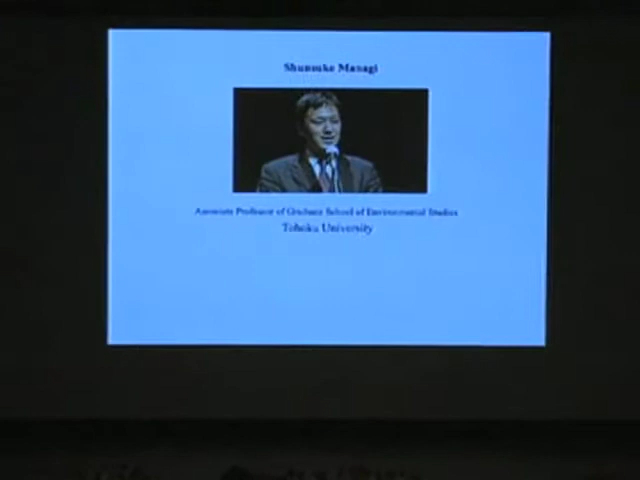 Shunsuke Managi
Associate Professor of Graduate School of Environmental Studies
Tohoku University